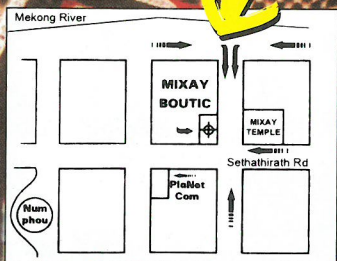 Mekong River
MIXAY
BOUTIC
MIXAY
TEMPLE
Sethathirath Rd
PlaNet
Com
Num
phou